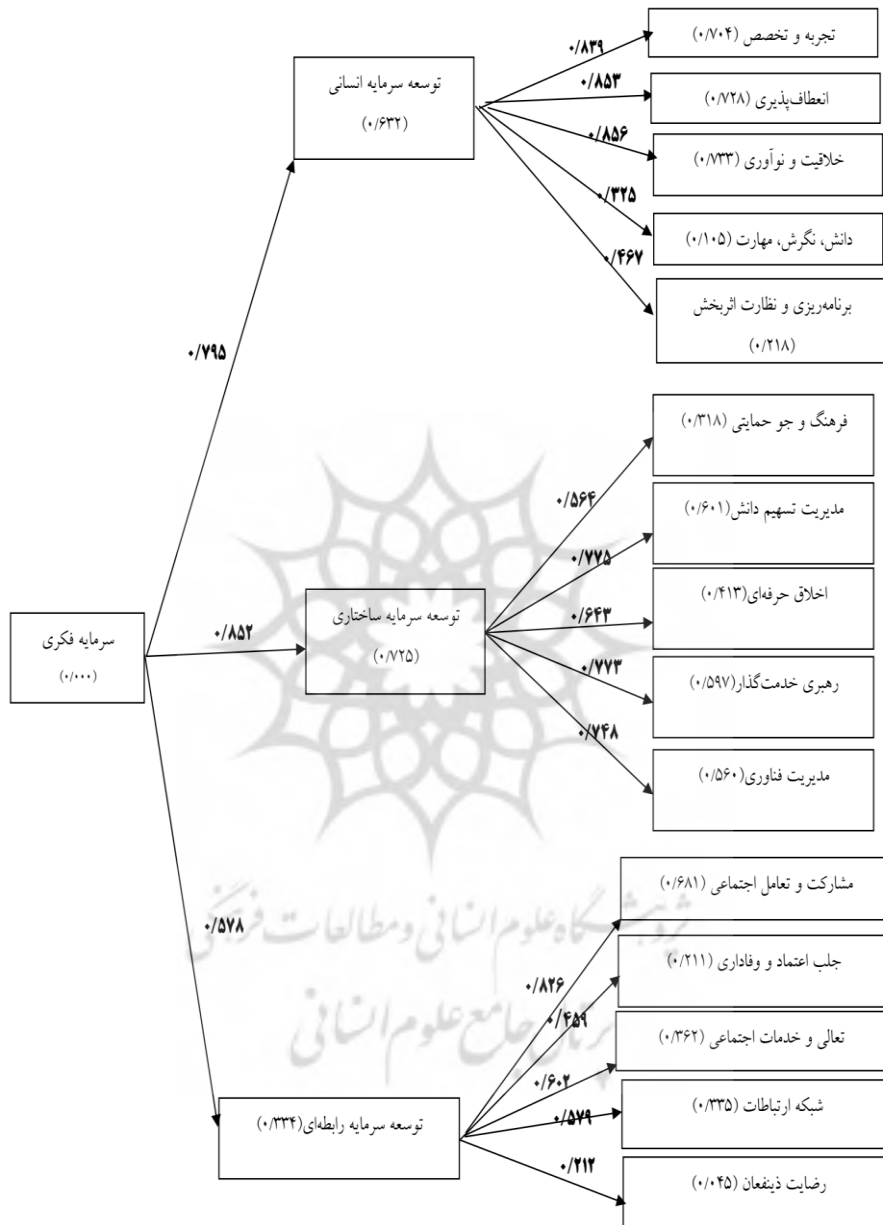 تجربه و تخصص (۰/۷۰۴)
۰/۸۳۹
توسعه سرمایه انسانی
(۰/۶۳۲)
۰/۸۵۳
انعطاف‌پذیری (۰/۷۲۸)
۰/۸۵۶
خلاقیت و نوآوری (۰/۷۳۳)
۰/۳۲۵
دانش، نگرش، مهارت (۰/۱۰۵)
۰/۴۶۷
برنامه‌ریزی و نظارت اثربخش
(۰/۲۱۸)
۰/۷۹۵
فرهنگ و جو حمایتی (۰/۳۱۸)
۰/۵۶۴
مدیریت تسهیم دانش(۰/۶۰۱)
۰/۷۷۵
توسعه سرمایه ساختاری
(۰/۷۲۵)
اخلاق حرفه‌ای(۰/۴۱۳)
۰/۶۴۳
سرمایه فکری
(۰/۰۰۰)
۰/۸۵۲
۰/۷۷۳
رهبری خدمت‌گذار(۰/۵۹۷)
۰/۷۴۸
مدیریت فناوری(۰/۵۶۰)
مشارکت و تعامل اجتماعی (۰/۶۸۱)
۰/۵۷۸
پژوهشگاه علوم انسانی و مطالعات فرهنگی
۰/۸۲۶
جلب اعتماد و وفاداری (۰/۲۱۱)
۰/۴۵۹
پرتال جامع علوم انسانی
تعالی و خدمات اجتماعی (۰/۳۶۲)
۰/۶۰۲
توسعه سرمایه رابطه‌ای(۰/۳۳۴)
۰/۵۷۹
شبکه ارتباطات (۰/۳۳۵)
۰/۲۱۲
رضایت ذینفعان (۰/۰۴۵)